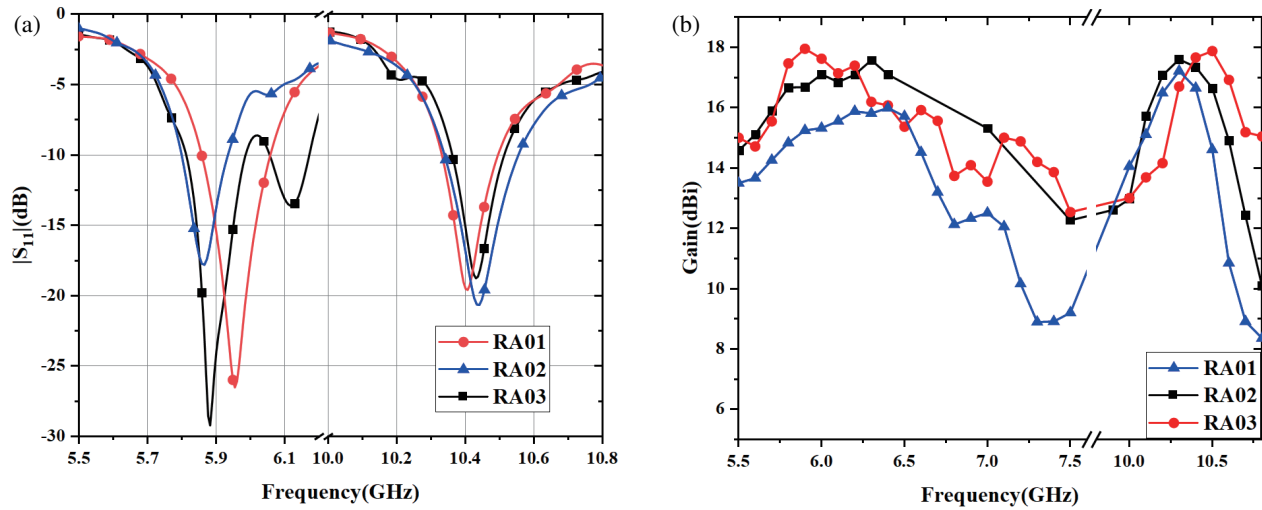 (a)
|S11|(dB)
0
-5
-10
-15
-20
-25
-30
5.5 5.7 5.9 6.1 10.0 10.2 10.4 10.6 10.8
Frequency(GHz)
RA01
RA02
RA03
(b)
Gain(dBi)
18
16
14
12
10
8
6
5.5 6.0 6.5 7.0 7.5 10.0 10.5
Frequency(GHz)
RA01
RA02
RA03